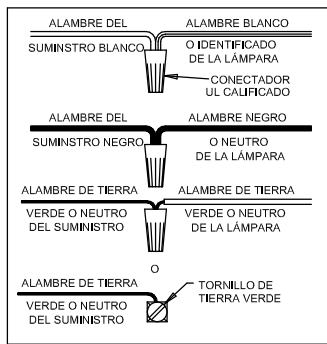 ALAMBRE DEL
SUMINSTRO BLANCO
ALAMBRE BLANCO
O IDENTIFICADO
DE LA LÁMPARA
CONECTADOR
UL CALIFICADO
ALAMBRE DEL
SUMINSTRO NEGRO
ALAMBRE NEGRO
O NEUTRO
DE LA LÁMPARA
ALAMBRE DE TIERRA
VERDE O NEUTRO
DEL SUMINISTRO
ALAMBRE DE TIERRA
VERDE O NEUTRO
DE LA LÁMPARA
O
ALAMBRE DE TIERRA
VERDE O NEUTRO
DEL SUMINISTRO
TORNILLO DE
TIERRA VERDE